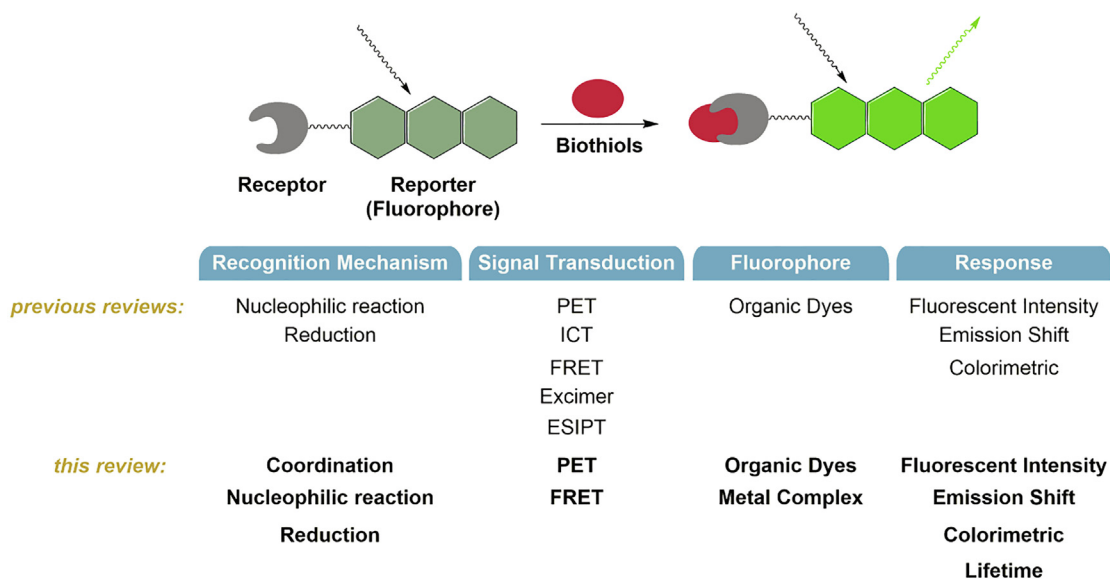 Biothiols
Receptor
Reporter
(Fluorophore)
Recognition Mechanism Signal Transduction Fluorophore Response
previous reviews: Nucleophilic reaction PET Organic Dyes Fluorescent Intensity
Reduction ICT Emission Shift
FRET Colorimetric
Excimer
ESIPT
this review: Coordination PET Organic Dyes Fluorescent Intensity
Nucleophilic reaction FRET Metal Complex Emission Shift
Reduction Colorimetric
Lifetime